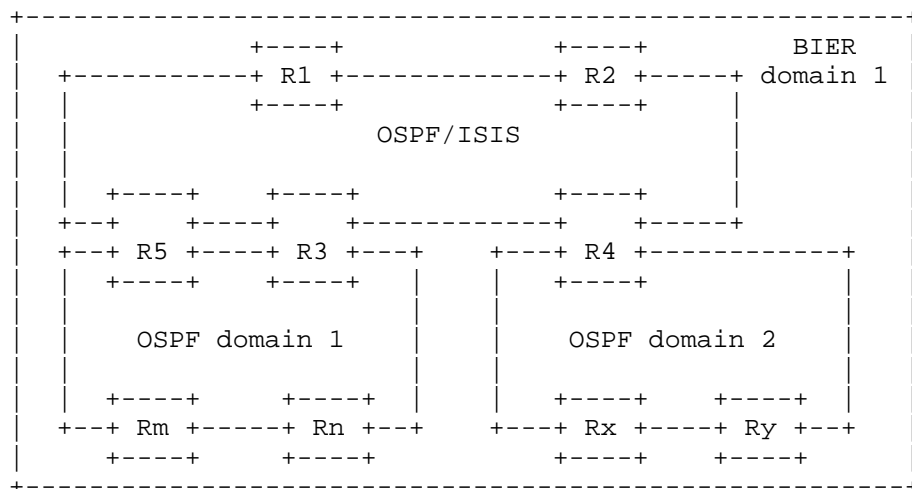 BIER
R1 R2 domain 1
OSPF/ISIS
R5 R3 R4
OSPF domain 1 OSPF domain 2
Rm Rn Rx Ry